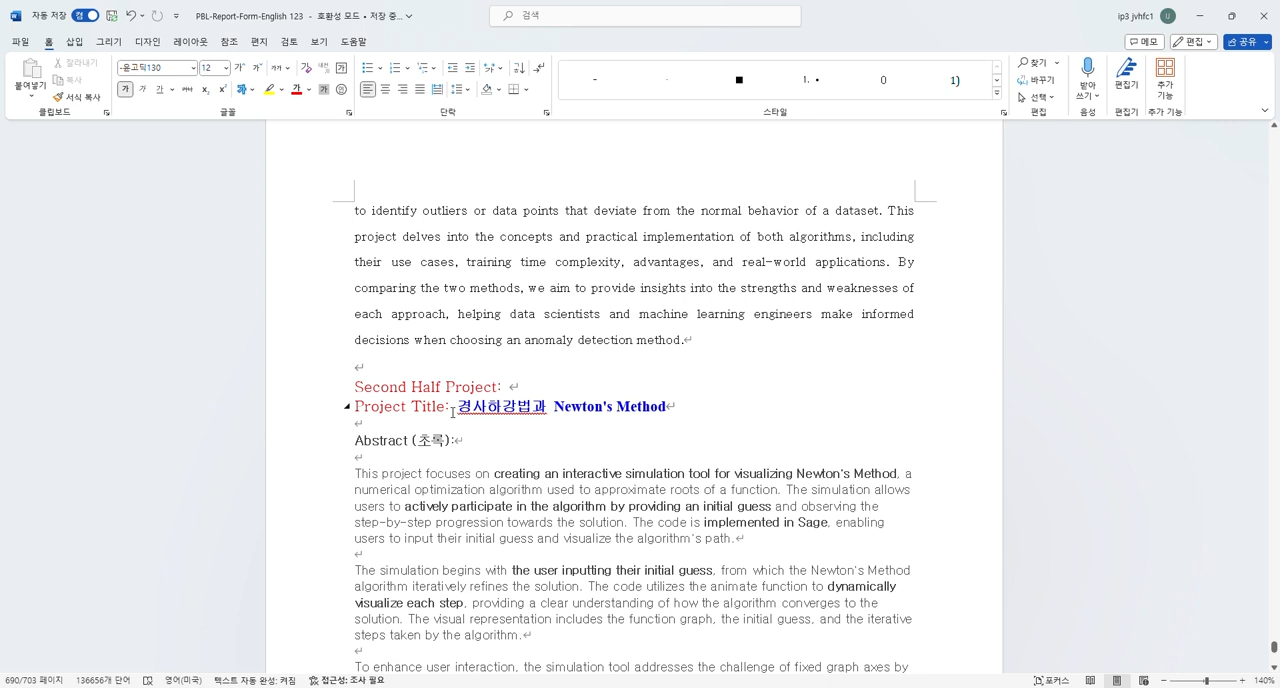 자동 저장 켬 PBL-Report-Form-English 123 - 호환성 모드 • 저장 중... 검색 ip3 jvhfc1 IJ
파일 홈 삽입 그리기 디자인 레이아웃 참조 편지 검토 보기 도움말 메모 편집 공유
붙여넣기 잘라내기 복사 서식 복사 클립보드
-윤고딕130 12 글꼴
단락
- · ■ 1. • 0 1) 스타일
찾기 바꾸기 선택 편집
받아쓰기 음성
편집기 편집기
추가 기능 추가 기능
to identify outliers or data points that deviate from the normal behavior of a dataset. This
project delves into the concepts and practical implementation of both algorithms, including
their use cases, training time complexity, advantages, and real-world applications. By
comparing the two methods, we aim to provide insights into the strengths and weaknesses of
each approach, helping data scientists and machine learning engineers make informed
decisions when choosing an anomaly detection method.
Second Half Project:
Project Title: 경사하강법과 Newton's Method
Abstract (초록):
This project focuses on creating an interactive simulation tool for visualizing Newton's Method, a
numerical optimization algorithm used to approximate roots of a function. The simulation allows
users to actively participate in the algorithm by providing an initial guess and observing the
step-by-step progression towards the solution. The code is implemented in Sage, enabling
users to input their initial guess and visualize the algorithm's path.
The simulation begins with the user inputting their initial guess, from which the Newton's Method
algorithm iteratively refines the solution. The code utilizes the animate function to dynamically
visualize each step, providing a clear understanding of how the algorithm converges to the
solution. The visual representation includes the function graph, the initial guess, and the iterative
steps taken by the algorithm.
To enhance user interaction, the simulation tool addresses the challenge of fixed graph axes by
690/703 페이지 136656개 단어 영어(미국) 텍스트 자동 완성: 켜짐 접근성: 조사 필요 포커스 140%